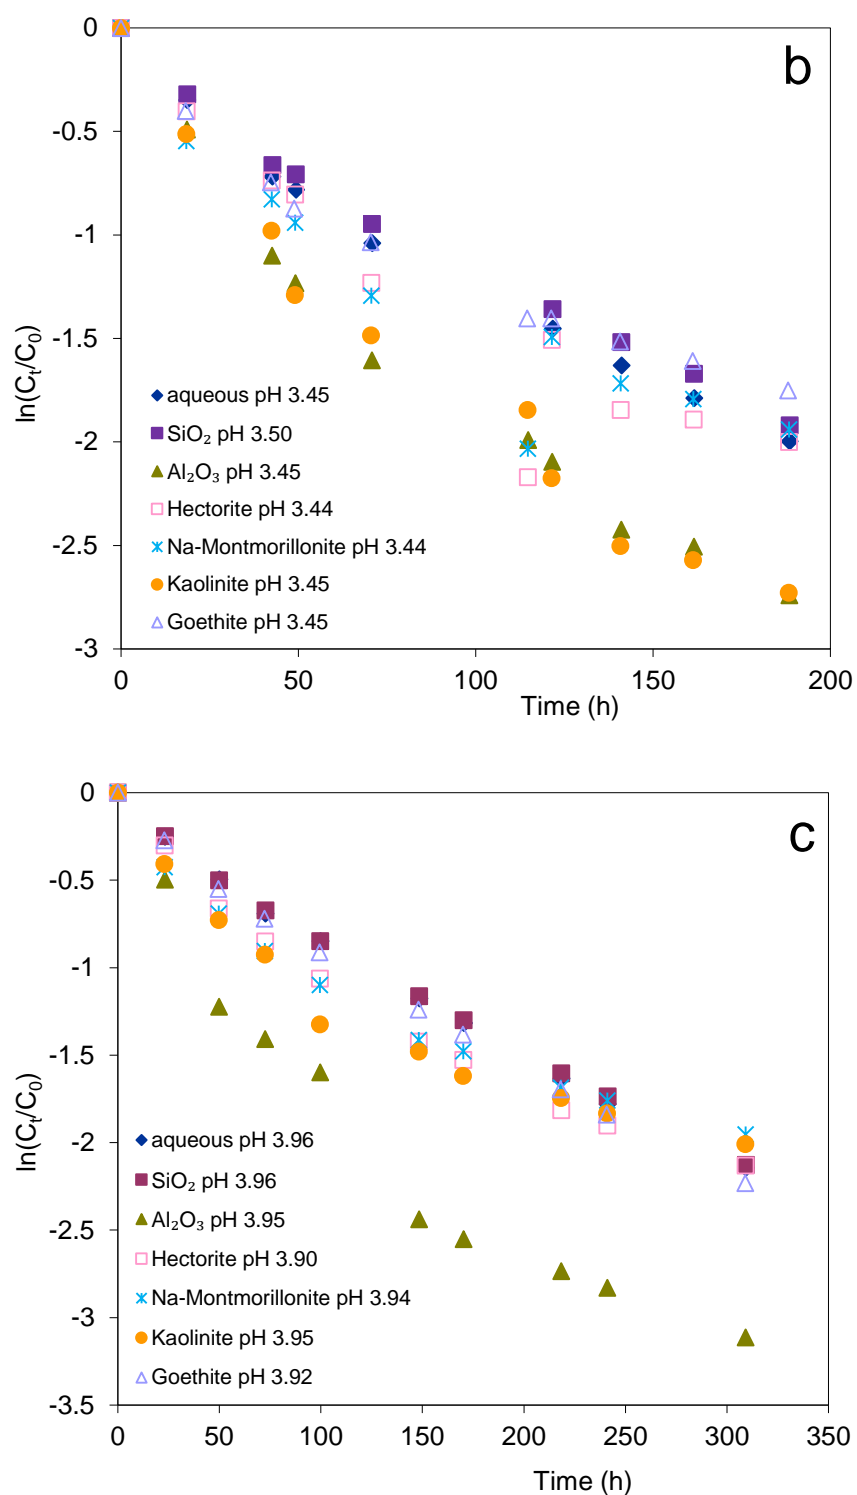 b
0
-0.5
-1
-1.5
-2
-2.5
-3
ln(Cₜ/C₀)
aqueous pH 3.45
SiO₂ pH 3.50
Al₂O₃ pH 3.45
Hectorite pH 3.44
Na-Montmorillonite pH 3.44
Kaolinite pH 3.45
Goethite pH 3.45
0 50 100 150 200
Time (h)
c
0
-0.5
-1
-1.5
-2
-2.5
-3
-3.5
ln(Cₜ/C₀)
aqueous pH 3.96
SiO₂ pH 3.96
Al₂O₃ pH 3.95
Hectorite pH 3.90
Na-Montmorillonite pH 3.94
Kaolinite pH 3.95
Goethite pH 3.92
0 50 100 150 200 250 300 350
Time (h)